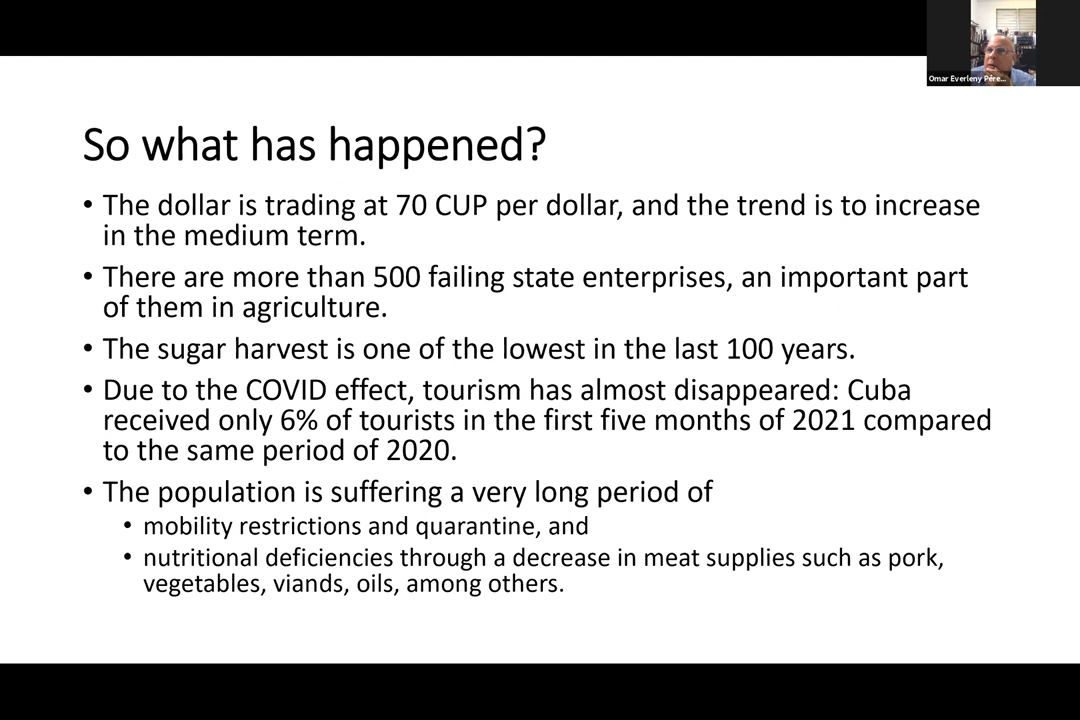 Omar Everleny Pére...
So what has happened?
• The dollar is trading at 70 CUP per dollar, and the trend is to increase
in the medium term.
• There are more than 500 failing state enterprises, an important part
of them in agriculture.
• The sugar harvest is one of the lowest in the last 100 years.
• Due to the COVID effect, tourism has almost disappeared: Cuba
received only 6% of tourists in the first five months of 2021 compared
to the same period of 2020.
• The population is suffering a very long period of
• mobility restrictions and quarantine, and
• nutritional deficiencies through a decrease in meat supplies such as pork,
vegetables, viands, oils, among others.